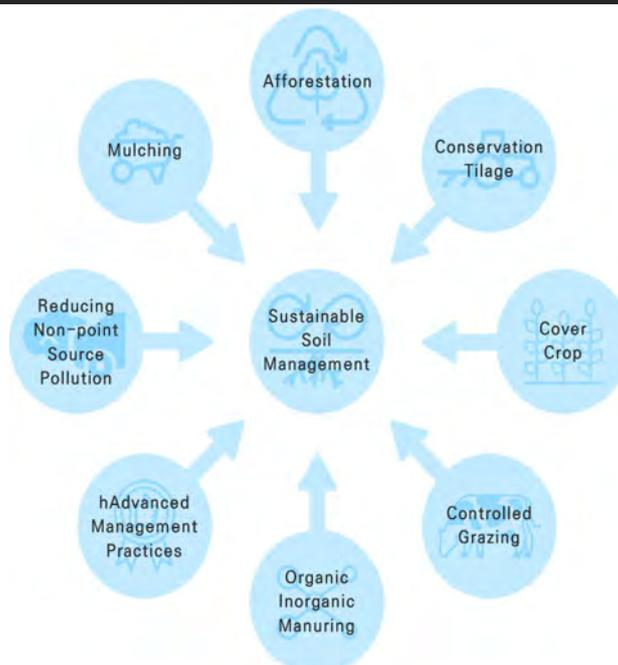 Afforestation
Conservation
Tilage
Cover
Crop
Controlled
Grazing
Organic
Inorganic
Manuring
hAdvanced
Management
Practices
Reducing
Non-point
Source
Pollution
Mulching
Sustainable
Soil
Management